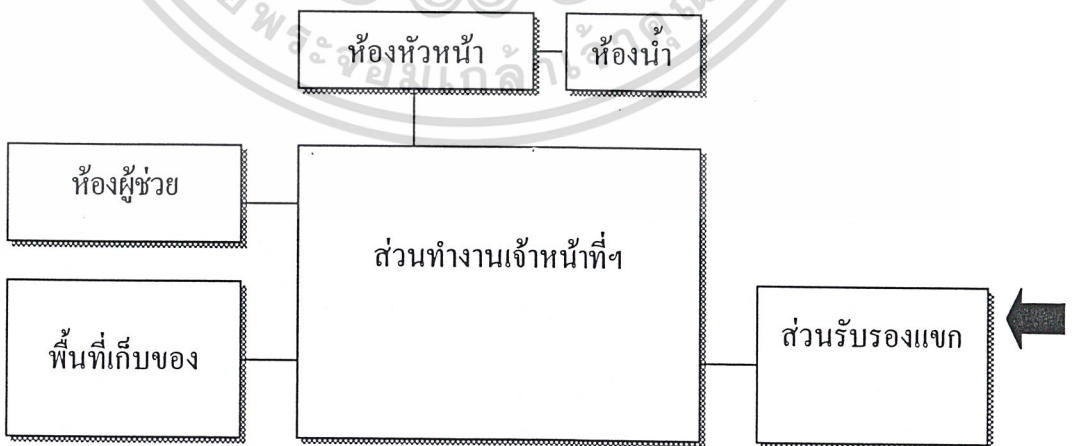 ห้องหัวหน้า
ห้องน้ำ
ห้องผู้ช่วย
ส่วนทำงานเจ้าหน้าที่ฯ
พื้นที่เก็บของ
ส่วนรับรองแขก